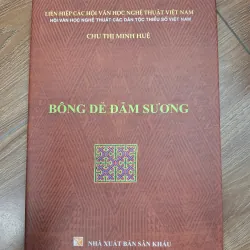 LIÊN HIỆP CÁC HỘI VĂN HỌC NGHỆ THUẬT VIỆT NAM
HỘI VĂN HỌC NGHỆ THUẬT CÁC DÂN TỘC THIỂU SỐ VIỆT NAM
CHU THỊ MINH HUỆ
BÔNG DẺ ĐẪM SƯƠNG
NHÀ XUẤT BẢN SÂN KHẤU